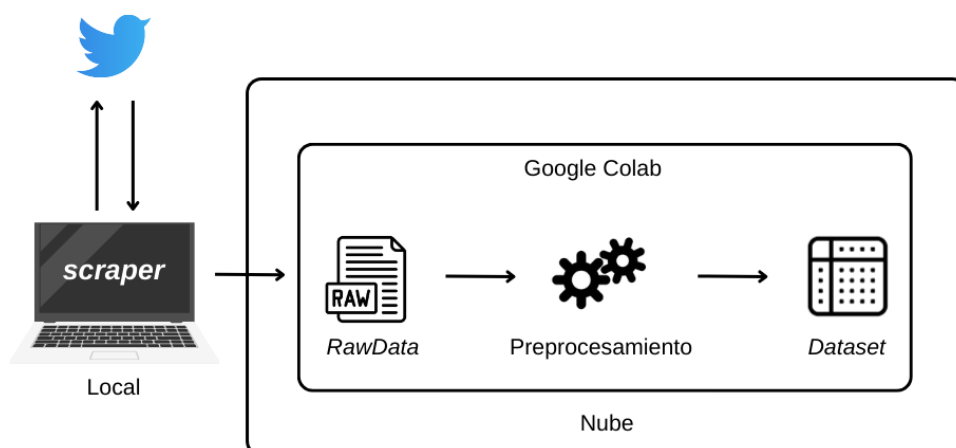 Google Colab
scraper
RAW
RawData
Preprocesamiento
Dataset
Local
Nube